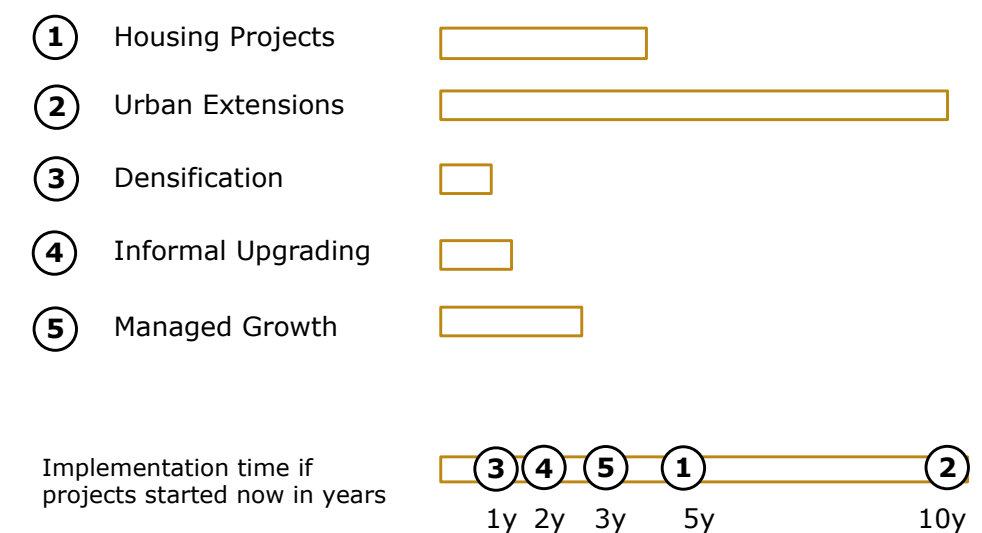 1 Housing Projects
2 Urban Extensions
3 Densification
4 Informal Upgrading
5 Managed Growth
Implementation time if
projects started now in years
3 4 5 1 2
1y 2y 3y 5y 10y